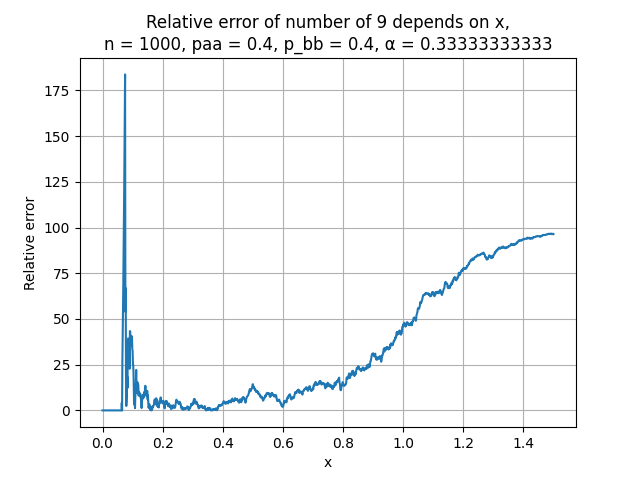 Relative error of number of 9 depends on x,
n = 1000, paa = 0.4, p_bb = 0.4, α = 0.33333333333
175
150
125
100
75
50
25
0
Relative error
0.0 0.2 0.4 0.6 0.8 1.0 1.2 1.4
x